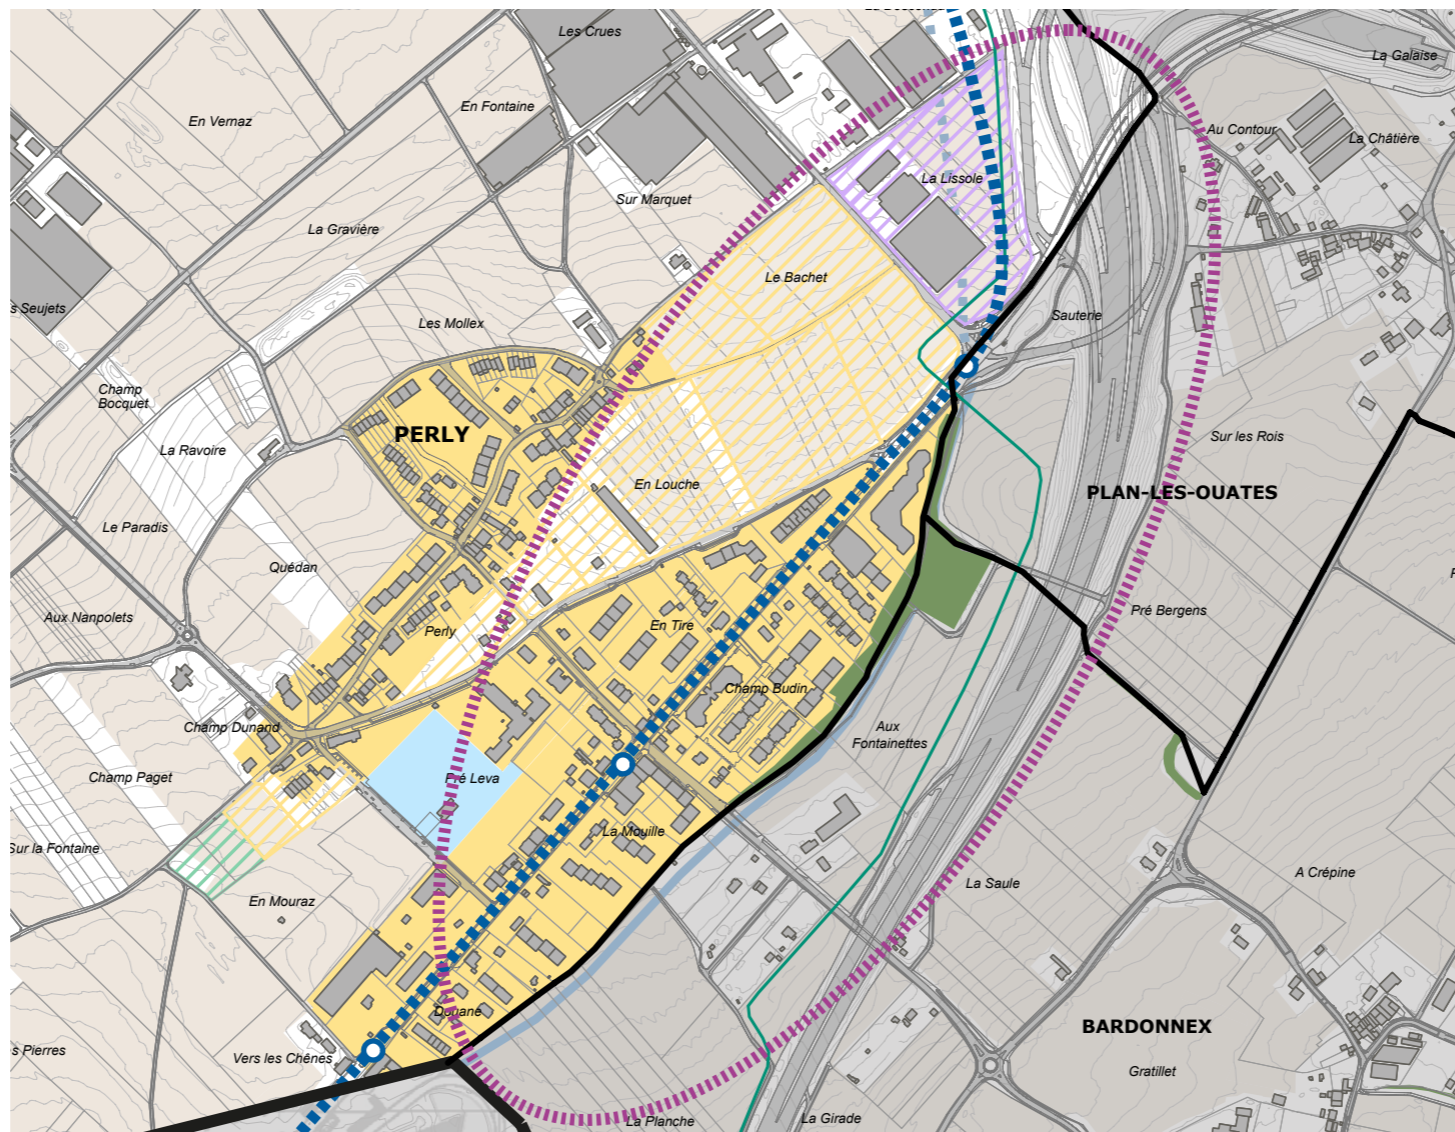 Les Crues
La Galaise
En Fontaine
En Vernaz
Au Contour
La Châtière
La Lissole
Sur Marquet
La Gravière
Le Bachet
s Seujets
Sauterie
Les Mollex
Champ
Bocquet
PERLY
Sur les Rois
La Ravoire
En Louche
PLAN-LES-OUATES
Le Paradis
Quédan
Aux Nanpolets
Pré Bergens
En Tire
Perly
Champ Budin
Champ Dunand
Aux
Fontainettes
Champ Paget
Pré Leva
La Mouille
Sur la Fontaine
A Crépine
La Saule
En Mouraz
Douane
BARDONNEX
s Pierres
Vers les Chênes
Gratillet
La Planche
La Girade